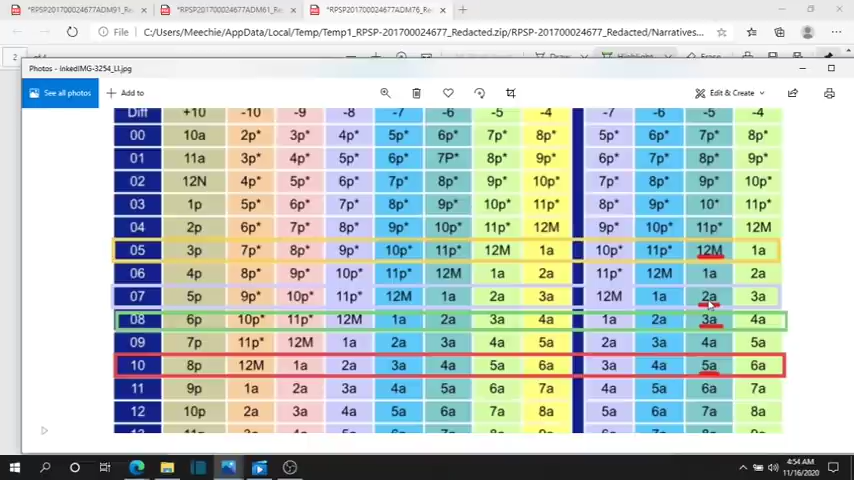 *RPSP201700024677ADM91_Redacte
*RPSP201700024677ADM61_Redacte
*RPSP201700024677ADM76_Redacte
File C:/Users/Meechie/AppData/Local/Temp/Temp1_RPSP-201700024677_Redacted.zip/RPSP-201700024677_Redacted/Narratives...
2 Draw Highlight Erase
Photos - InkedIMG-3254_LI.jpg
See all photos Add to Edit & Create
Diff +10 -10 -9 -8 -7 -6 -5 -4 -7 -6 -5 -4
00 10a 2p* 3p* 4p* 5p* 6p* 7p* 8p* 5p* 6p* 7p* 8p*
01 11a 3p* 4p* 5p* 6p* 7P* 8p* 9p* 6p* 7p* 8p* 9p*
02 12N 4p* 5p* 6p* 7p* 8p* 9p* 10p* 7p* 8p* 9p* 10p*
03 1p 5p* 6p* 7p* 8p* 9p* 10p* 11p* 8p* 9p* 10* 11p*
04 2p 6p* 7p* 8p* 9p* 10p* 11p* 12M 9p* 10p* 11p* 12M
05 3p 7p* 8p* 9p* 10p* 11p* 12M 1a 10p* 11p* 12M 1a
06 4p 8p* 9p* 10p* 11p* 12M 1a 2a 11p* 12M 1a 2a
07 5p 9p* 10p* 11p* 12M 1a 2a 3a 12M 1a 2a 3a
08 6p 10p* 11p* 12M 1a 2a 3a 4a 1a 2a 3a 4a
09 7p 11p* 12M 1a 2a 3a 4a 5a 2a 3a 4a 5a
10 8p 12M 1a 2a 3a 4a 5a 6a 3a 4a 5a 6a
11 9p 1a 2a 3a 4a 5a 6a 7a 4a 5a 6a 7a
12 10p 2a 3a 4a 5a 6a 7a 8a 5a 6a 7a 8a
4:54 AM
11/16/2020